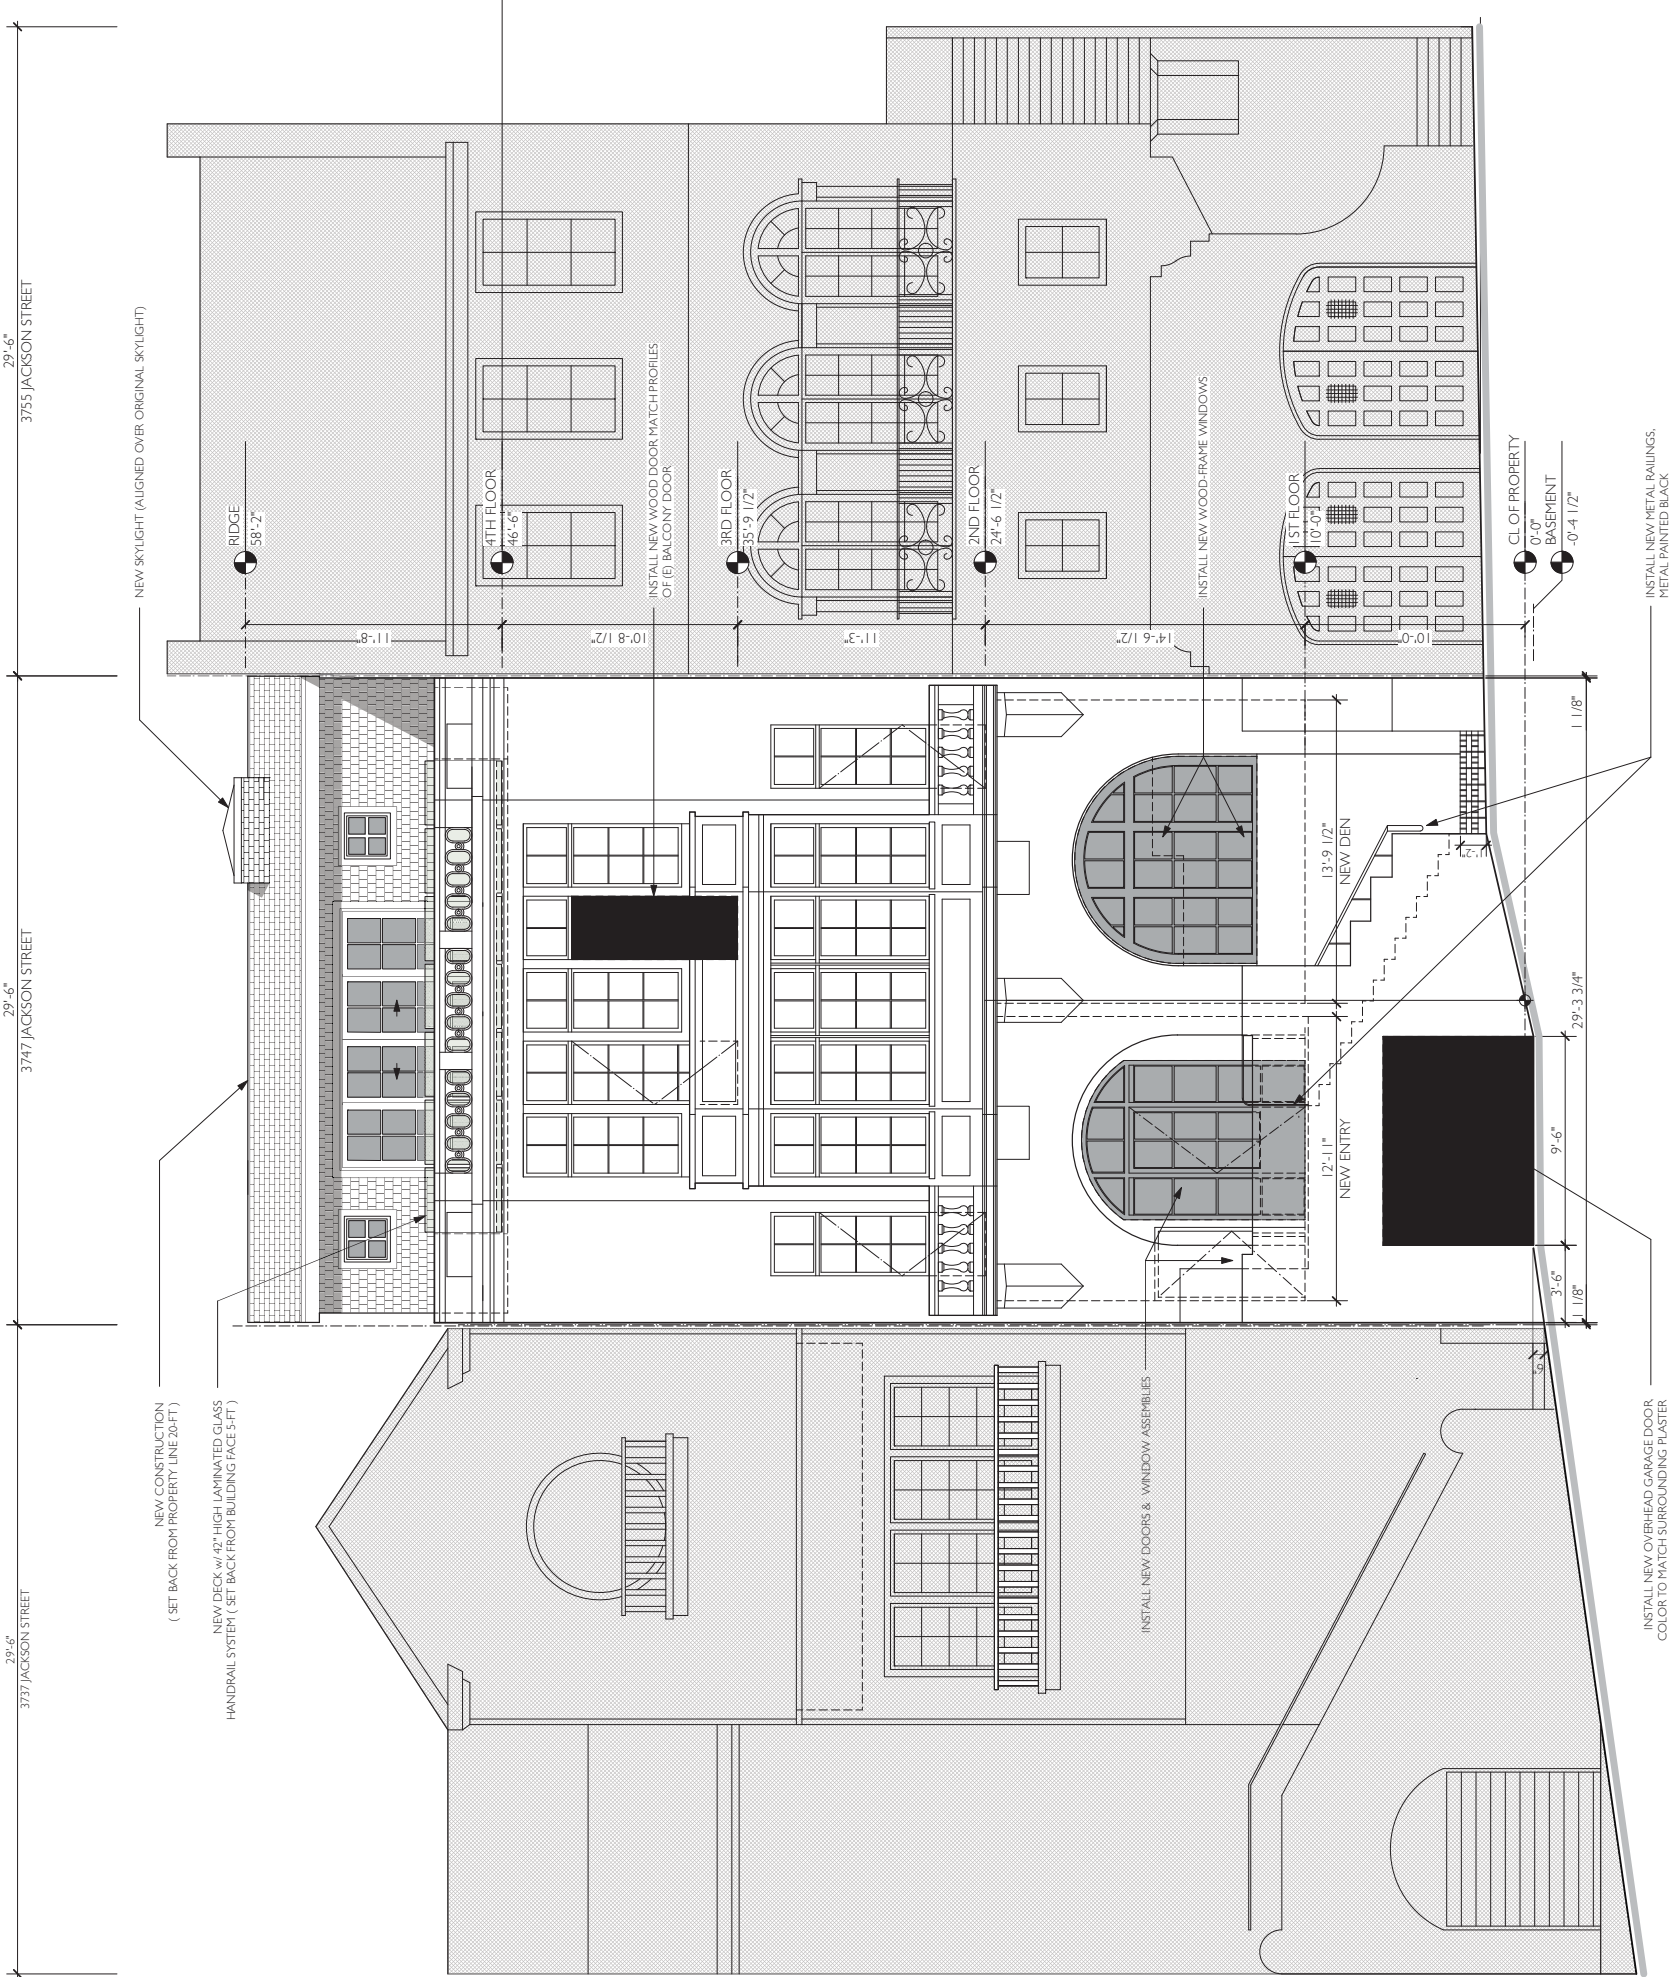 29'-6"
3737 JACKSON STREET
29'-6"
3747 JACKSON STREET
29'-6"
3755 JACKSON STREET
NEW CONSTRUCTION
( SET BACK FROM PROPERTY LINE 20-FT )
NEW DECK w/ 42" HIGH LAMINATED GLASS
HANDRAIL SYSTEM ( SET BACK FROM BUILDING FACE 5-FT )
NEW SKYLIGHT (ALIGNED OVER ORIGINAL SKYLIGHT)
RIDGE
58'-2"
11'-8"
4TH FLOOR
46'-6"
10'-8 1/2"
INSTALL NEW WOOD DOOR MATCH PROFILES
OF (E) BALCONY DOOR
3RD FLOOR
35'-9 1/2"
11'-3"
2ND FLOOR
24'-6 1/2"
14'-6 1/2"
INSTALL NEW DOORS & WINDOW ASSEMBLIES
INSTALL NEW WOOD-FRAME WINDOWS
1ST FLOOR
10'-0"
10'-0"
12'-11"
NEW ENTRY
13'-9 1/2"
NEW DEN
1'-2"
CL OF PROPERTY
0'-0"
BASEMENT
-0'-4 1/2"
3'-6"
9'-6"
1 1/8"
29'-3 3/4"
1 1/8"
INSTALL NEW OVERHEAD GARAGE DOOR,
COLOR TO MATCH SURROUNDING PLASTER
INSTALL NEW METAL RAILINGS,
METAL PAINTED BLACK